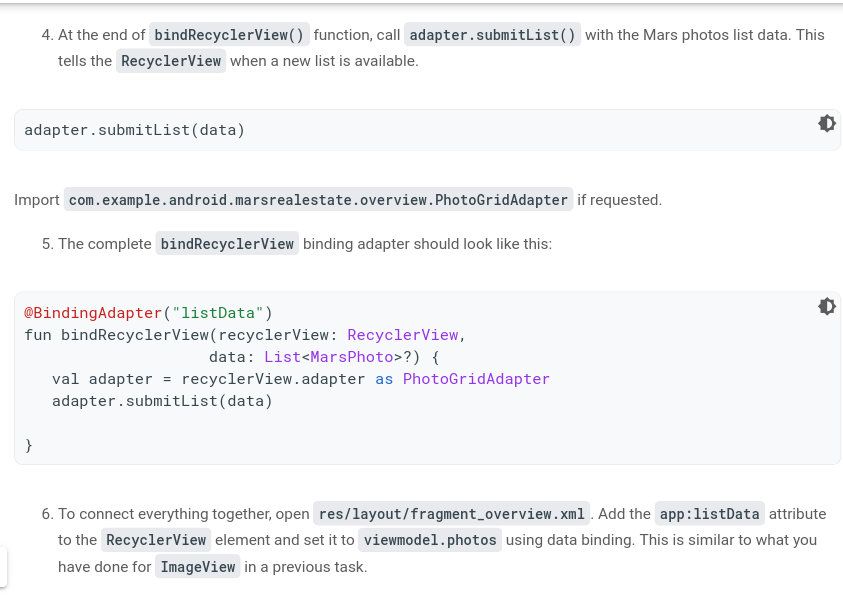 4. At the end of bindRecyclerView() function, call adapter.submitList() with the Mars photos list data. This
tells the RecyclerView when a new list is available.
adapter.submitList(data)
Import com.example.android.marsrealestate.overview.PhotoGridAdapter if requested.
5. The complete bindRecyclerView binding adapter should look like this:
@BindingAdapter("listData")
fun bindRecyclerView(recyclerView: RecyclerView,
                    data: List<MarsPhoto>?) {
   val adapter = recyclerView.adapter as PhotoGridAdapter
   adapter.submitList(data)
}
6. To connect everything together, open res/layout/fragment_overview.xml. Add the app:listData attribute
to the RecyclerView element and set it to viewmodel.photos using data binding. This is similar to what you
have done for ImageView in a previous task.